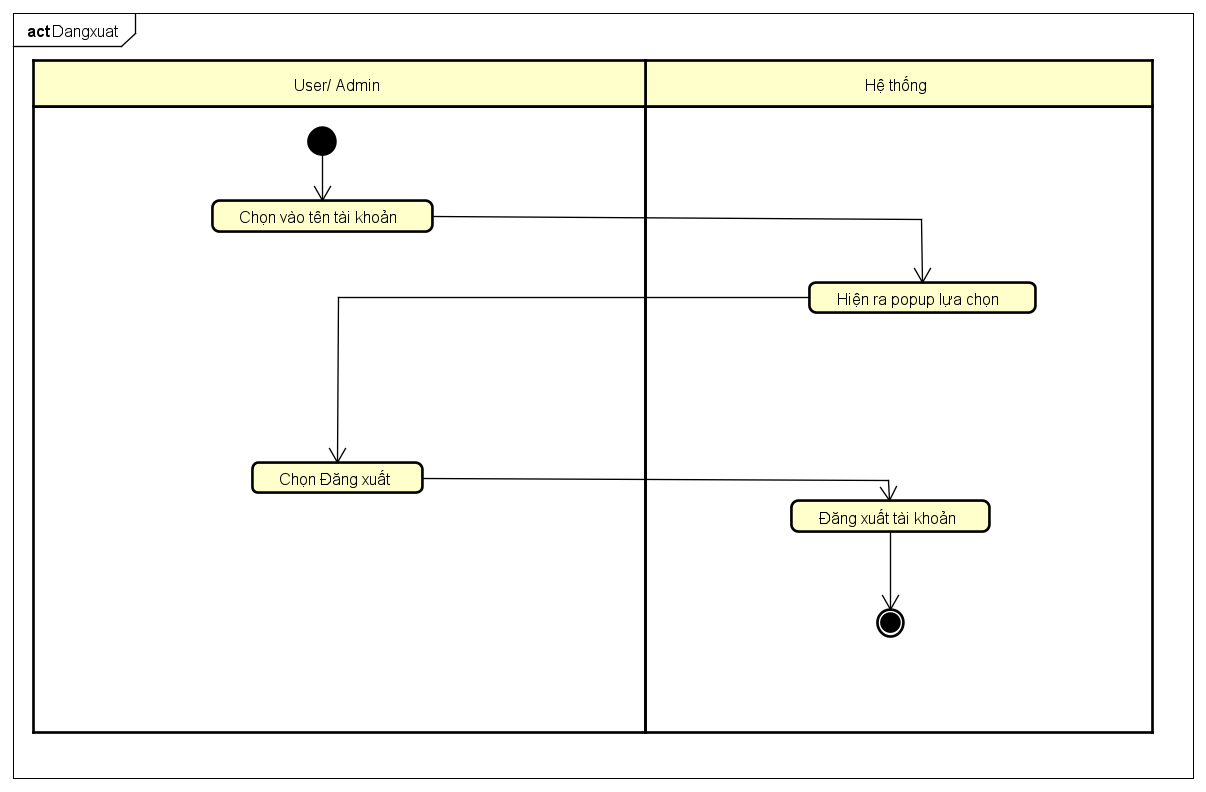 act Dangxuat
User/ Admin
Hệ thống
Chọn vào tên tài khoản
Hiện ra popup lựa chọn
Chọn Đăng xuất
Đăng xuất tài khoản